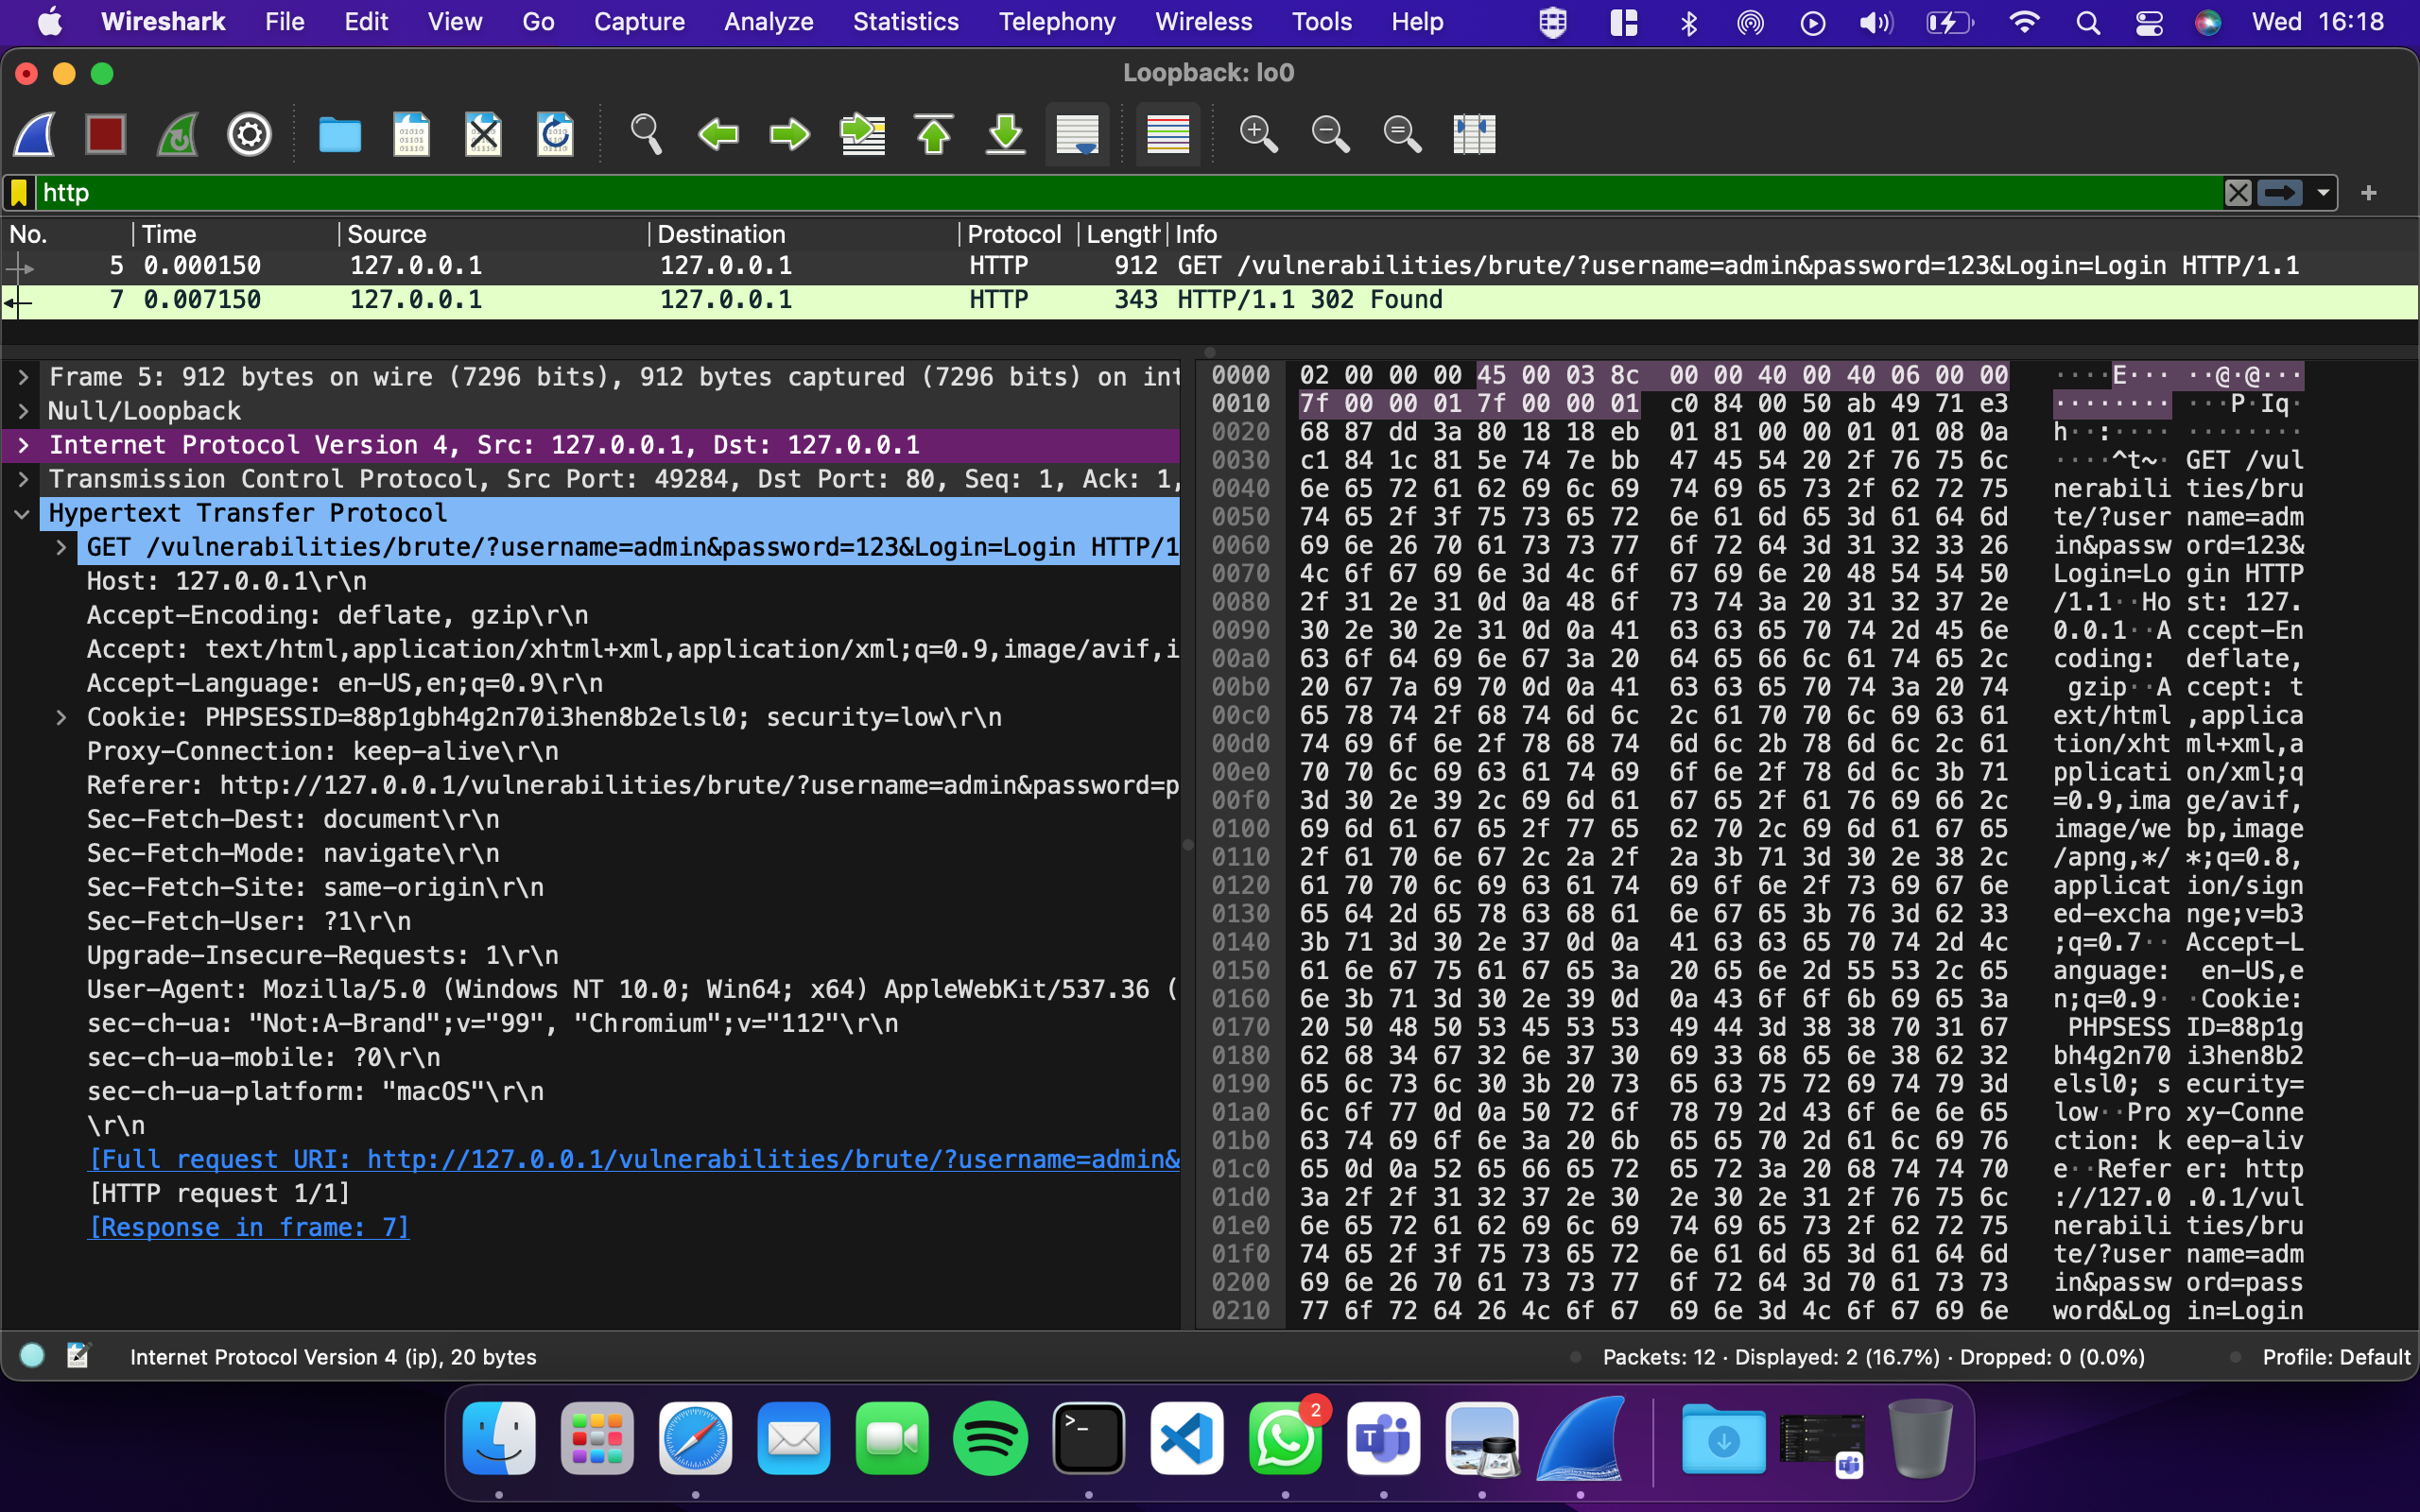 Wireshark File Edit View Go Capture Analyze Statistics Telephony Wireless Tools Help Wed 16:18
Loopback: lo0
http
No. Time Source Destination Protocol Length Info
5 0.000150 127.0.0.1 127.0.0.1 HTTP 912 GET /vulnerabilities/brute/?username=admin&password=123&Login=Login HTTP/1.1
7 0.007150 127.0.0.1 127.0.0.1 HTTP 343 HTTP/1.1 302 Found
Frame 5: 912 bytes on wire (7296 bits), 912 bytes captured (7296 bits) on int
Null/Loopback
Internet Protocol Version 4, Src: 127.0.0.1, Dst: 127.0.0.1
Transmission Control Protocol, Src Port: 49284, Dst Port: 80, Seq: 1, Ack: 1,
Hypertext Transfer Protocol
GET /vulnerabilities/brute/?username=admin&password=123&Login=Login HTTP/1
Host: 127.0.0.1\r\n
Accept-Encoding: deflate, gzip\r\n
Accept: text/html,application/xhtml+xml,application/xml;q=0.9,image/avif,i
Accept-Language: en-US,en;q=0.9\r\n
Cookie: PHPSESSID=88p1gbh4g2n70i3hen8b2elsl0; security=low\r\n
Proxy-Connection: keep-alive\r\n
Referer: http://127.0.0.1/vulnerabilities/brute/?username=admin&password=p
Sec-Fetch-Dest: document\r\n
Sec-Fetch-Mode: navigate\r\n
Sec-Fetch-Site: same-origin\r\n
Sec-Fetch-User: ?1\r\n
Upgrade-Insecure-Requests: 1\r\n
User-Agent: Mozilla/5.0 (Windows NT 10.0; Win64; x64) AppleWebKit/537.36 (
sec-ch-ua: "Not:A-Brand";v="99", "Chromium";v="112"\r\n
sec-ch-ua-mobile: ?0\r\n
sec-ch-ua-platform: "macOS"\r\n
\r\n
[Full request URI: http://127.0.0.1/vulnerabilities/brute/?username=admin&
[HTTP request 1/1]
[Response in frame: 7]
0000 02 00 00 00 45 00 03 8c 00 00 40 00 40 06 00 00 ····E··· ··@·@···
0010 7f 00 00 01 7f 00 00 01 c0 84 00 50 ab 49 71 e3 ········ ···P·Iq·
0020 68 87 dd 3a 80 18 18 eb 01 81 00 00 01 01 08 0a h··:···· ········
0030 c1 84 1c 81 5e 74 7e bb 47 45 54 20 2f 76 75 6c ····^t~· GET /vul
0040 6e 65 72 61 62 69 6c 69 74 69 65 73 2f 62 72 75 nerabili ties/bru
0050 74 65 2f 3f 75 73 65 72 6e 61 6d 65 3d 61 64 6d te/?user name=adm
0060 69 6e 26 70 61 73 73 77 6f 72 64 3d 31 32 33 26 in&passw ord=123&
0070 4c 6f 67 69 6e 3d 4c 6f 67 69 6e 20 48 54 54 50 Login=Lo gin HTTP
0080 2f 31 2e 31 0d 0a 48 6f 73 74 3a 20 31 32 37 2e /1.1··Ho st: 127.
0090 30 2e 30 2e 31 0d 0a 41 63 63 65 70 74 2d 45 6e 0.0.1··A ccept-En
00a0 63 6f 64 69 6e 67 3a 20 64 65 66 6c 61 74 65 2c coding:  deflate,
00b0 20 67 7a 69 70 0d 0a 41 63 63 65 70 74 3a 20 74  gzip··A ccept: t
00c0 65 78 74 2f 68 74 6d 6c 2c 61 70 70 6c 69 63 61 ext/html ,applica
00d0 74 69 6f 6e 2f 78 68 74 6d 6c 2b 78 6d 6c 2c 61 tion/xht ml+xml,a
00e0 70 70 6c 69 63 61 74 69 6f 6e 2f 78 6d 6c 3b 71 pplicati on/xml;q
00f0 3d 30 2e 39 2c 69 6d 61 67 65 2f 61 76 69 66 2c =0.9,ima ge/avif,
0100 69 6d 61 67 65 2f 77 65 62 70 2c 69 6d 61 67 65 image/we bp,image
0110 2f 61 70 6e 67 2c 2a 2f 2a 3b 71 3d 30 2e 38 2c /apng,*/ *;q=0.8,
0120 61 70 70 6c 69 63 61 74 69 6f 6e 2f 73 69 67 6e applicat ion/sign
0130 65 64 2d 65 78 63 68 61 6e 67 65 3b 76 3d 62 33 ed-excha nge;v=b3
0140 3b 71 3d 30 2e 37 0d 0a 41 63 63 65 70 74 2d 4c ;q=0.7·· Accept-L
0150 61 6e 67 75 61 67 65 3a 20 65 6e 2d 55 53 2c 65 anguage:  en-US,e
0160 6e 3b 71 3d 30 2e 39 0d 0a 43 6f 6f 6b 69 65 3a n;q=0.9· ·Cookie:
0170 20 50 48 50 53 45 53 53 49 44 3d 38 38 70 31 67  PHPSESS ID=88p1g
0180 62 68 34 67 32 6e 37 30 69 33 68 65 6e 38 62 32 bh4g2n70 i3hen8b2
0190 65 6c 73 6c 30 3b 20 73 65 63 75 72 69 74 79 3d elsl0; s ecurity=
01a0 6c 6f 77 0d 0a 50 72 6f 78 79 2d 43 6f 6e 6e 65 low··Pro xy-Conne
01b0 63 74 69 6f 6e 3a 20 6b 65 65 70 2d 61 6c 69 76 ction: k eep-aliv
01c0 65 0d 0a 52 65 66 65 72 65 72 3a 20 68 74 74 70 e··Refer er: http
01d0 3a 2f 2f 31 32 37 2e 30 2e 30 2e 31 2f 76 75 6c ://127.0 .0.1/vul
01e0 6e 65 72 61 62 69 6c 69 74 69 65 73 2f 62 72 75 nerabili ties/bru
01f0 74 65 2f 3f 75 73 65 72 6e 61 6d 65 3d 61 64 6d te/?user name=adm
0200 69 6e 26 70 61 73 73 77 6f 72 64 3d 70 61 73 73 in&passw ord=pass
0210 77 6f 72 64 26 4c 6f 67 69 6e 3d 4c 6f 67 69 6e word&Log in=Login
Internet Protocol Version 4 (ip), 20 bytes
Packets: 12 · Displayed: 2 (16.7%) · Dropped: 0 (0.0%)
Profile: Default
2